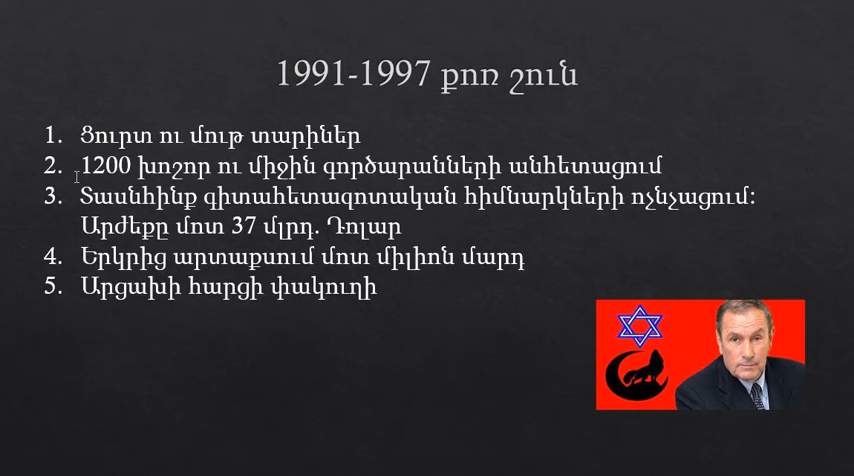 1991-1997 քոռ շուն
1. Ցուրտ ու մութ տարիներ
2. 1200 խոշոր ու միջին գործարանների անհետացում
3. Տասնհինք գիտահետազոտական հիմնարկների ոչնչացում:
Արժեքը մոտ 37 մլրդ. Դոլար
4. Երկրից արտաքսում մոտ միլիոն մարդ
5. Արցախի հարցի փակուղի